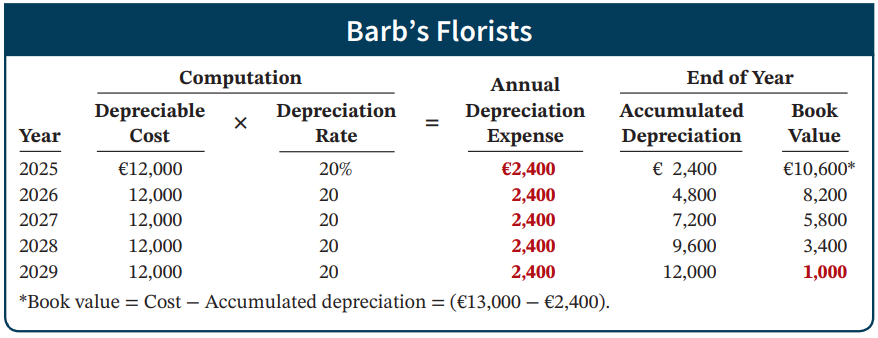 Barb’s Florists
Computation
Annual
End of Year
Depreciable
Depreciation
Depreciation
Accumulated
Book
Year
Cost
×
Rate
=
Expense
Depreciation
Value
2025 €12,000 20% €2,400 € 2,400 €10,600*
2026 12,000 20 2,400 4,800 8,200
2027 12,000 20 2,400 7,200 5,800
2028 12,000 20 2,400 9,600 3,400
2029 12,000 20 2,400 12,000 1,000
*Book value = Cost − Accumulated depreciation = (€13,000 − €2,400).